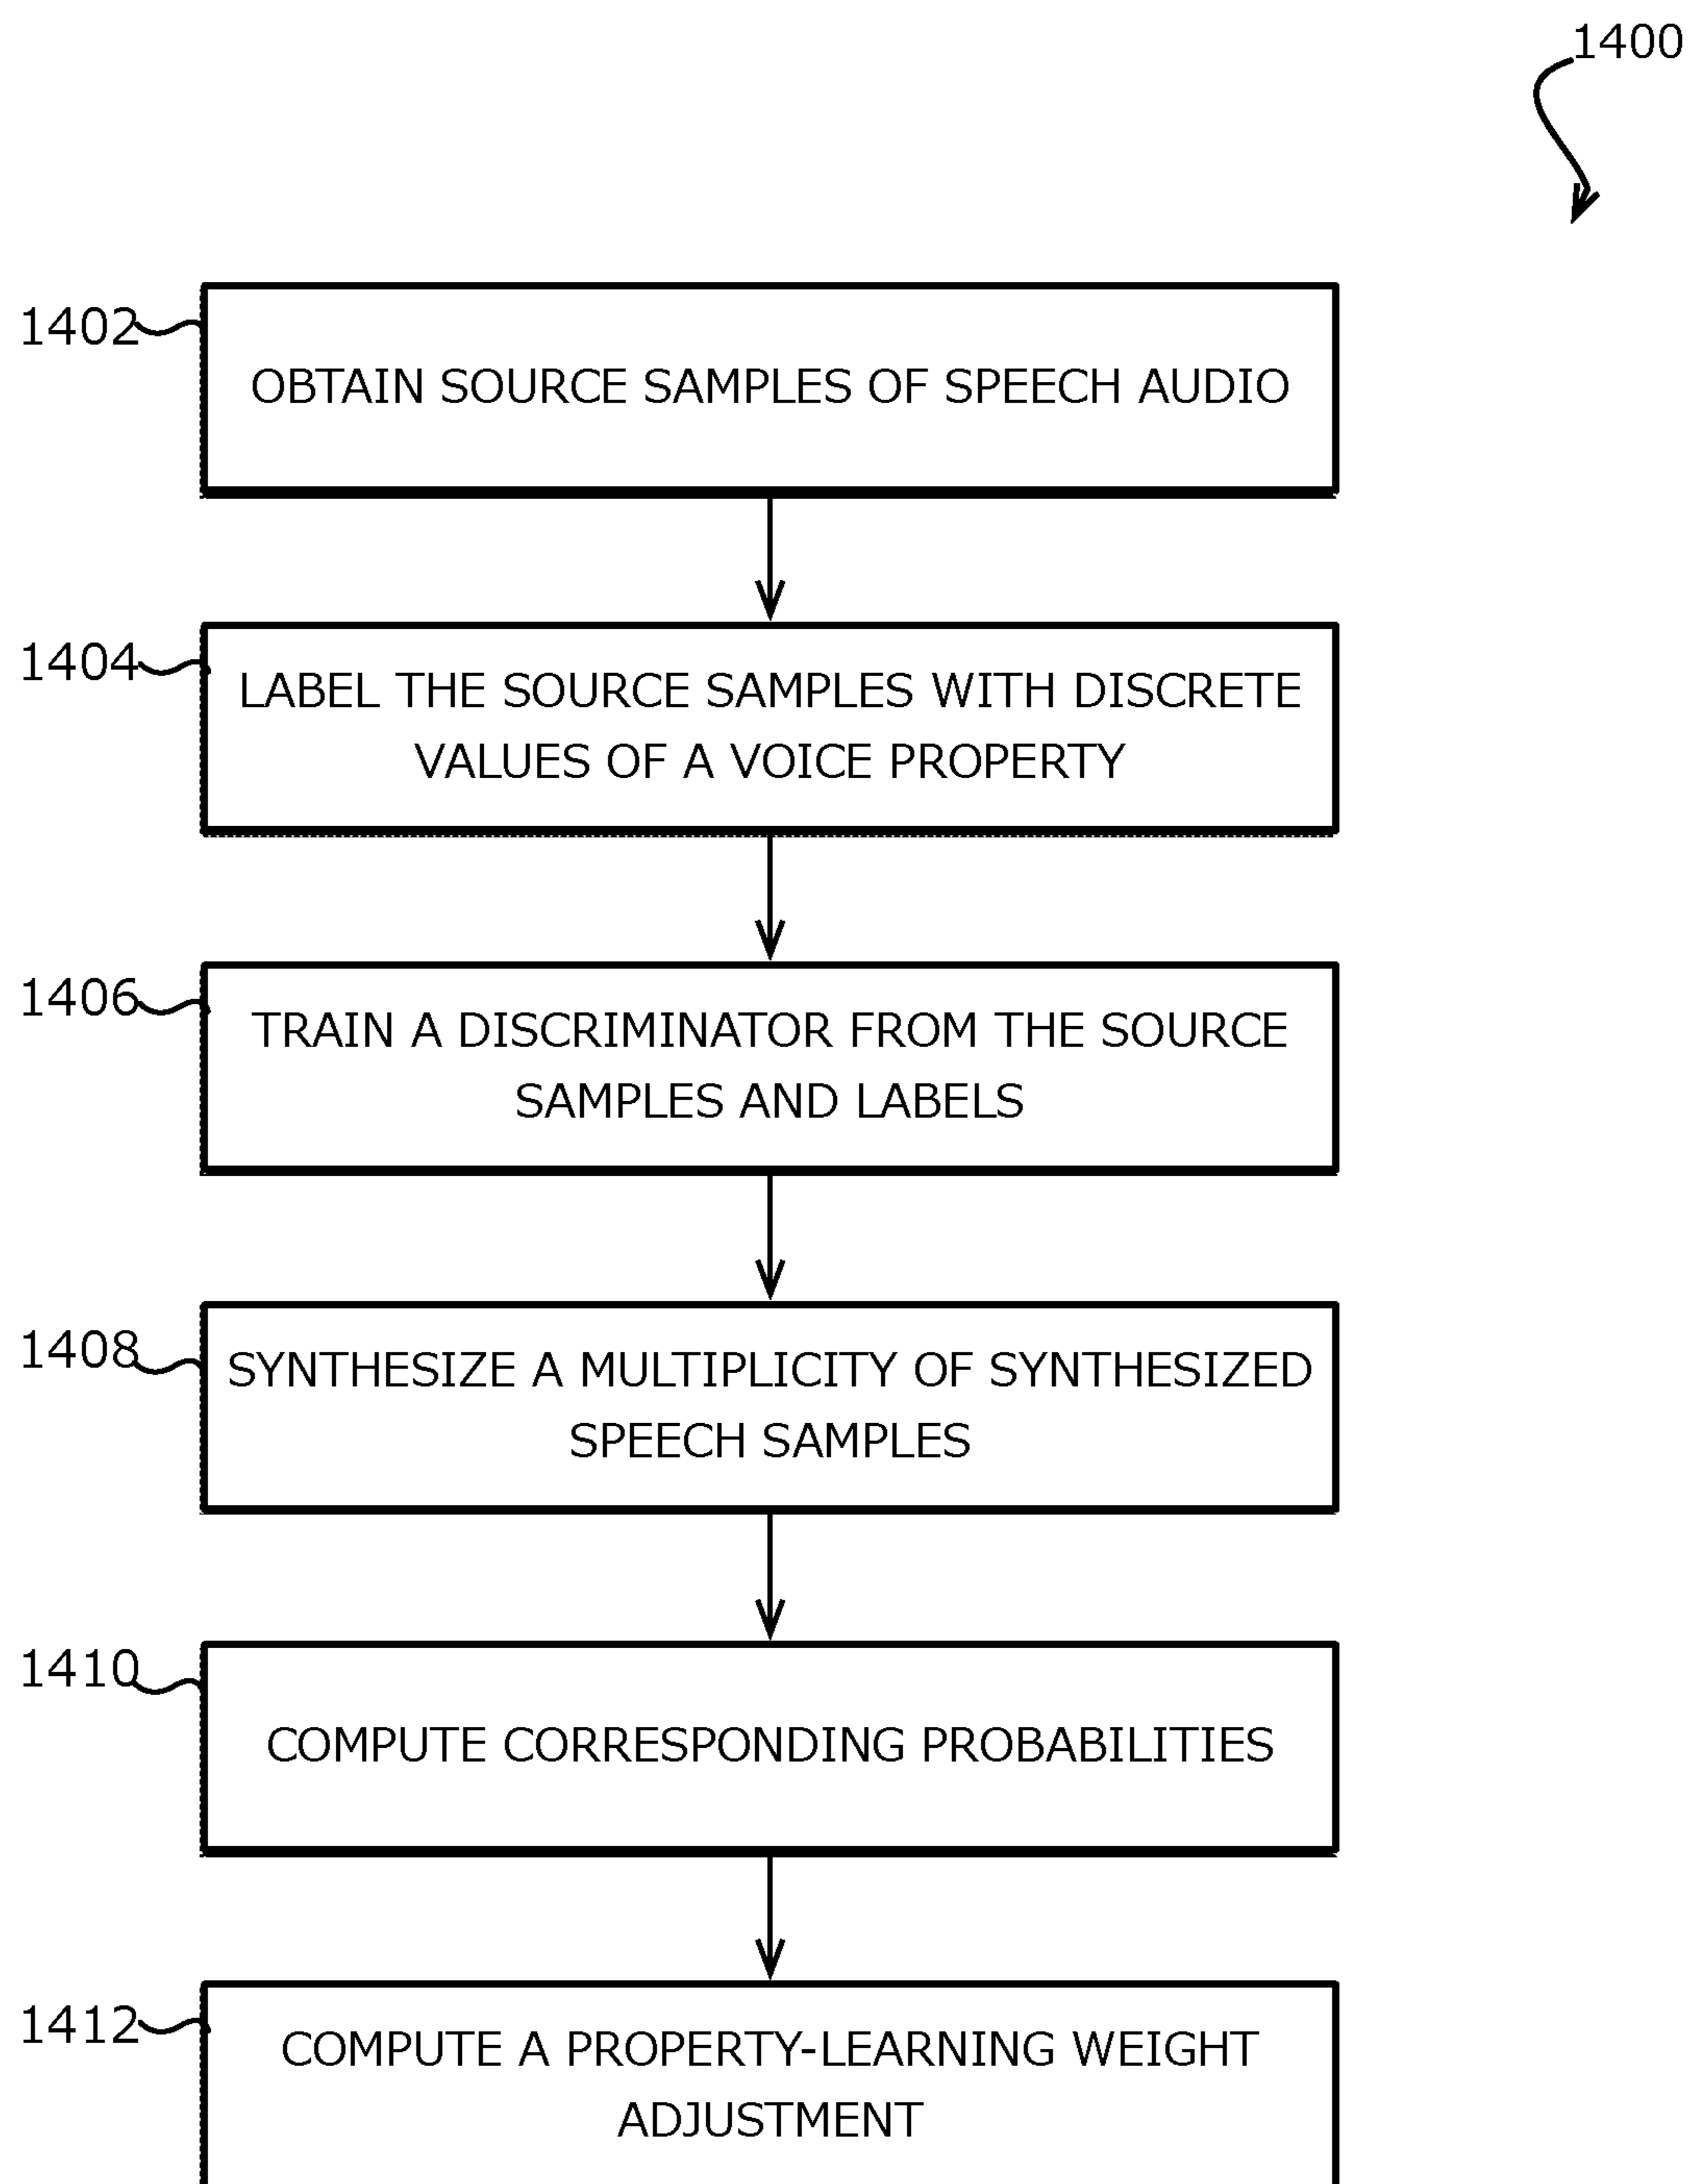 1400
1402
OBTAIN SOURCE SAMPLES OF SPEECH AUDIO
1404
LABEL THE SOURCE SAMPLES WITH DISCRETE
VALUES OF A VOICE PROPERTY
1406
TRAIN A DISCRIMINATOR FROM THE SOURCE
SAMPLES AND LABELS
1408
SYNTHESIZE A MULTIPLICITY OF SYNTHESIZED
SPEECH SAMPLES
1410
COMPUTE CORRESPONDING PROBABILITIES
1412
COMPUTE A PROPERTY-LEARNING WEIGHT
ADJUSTMENT